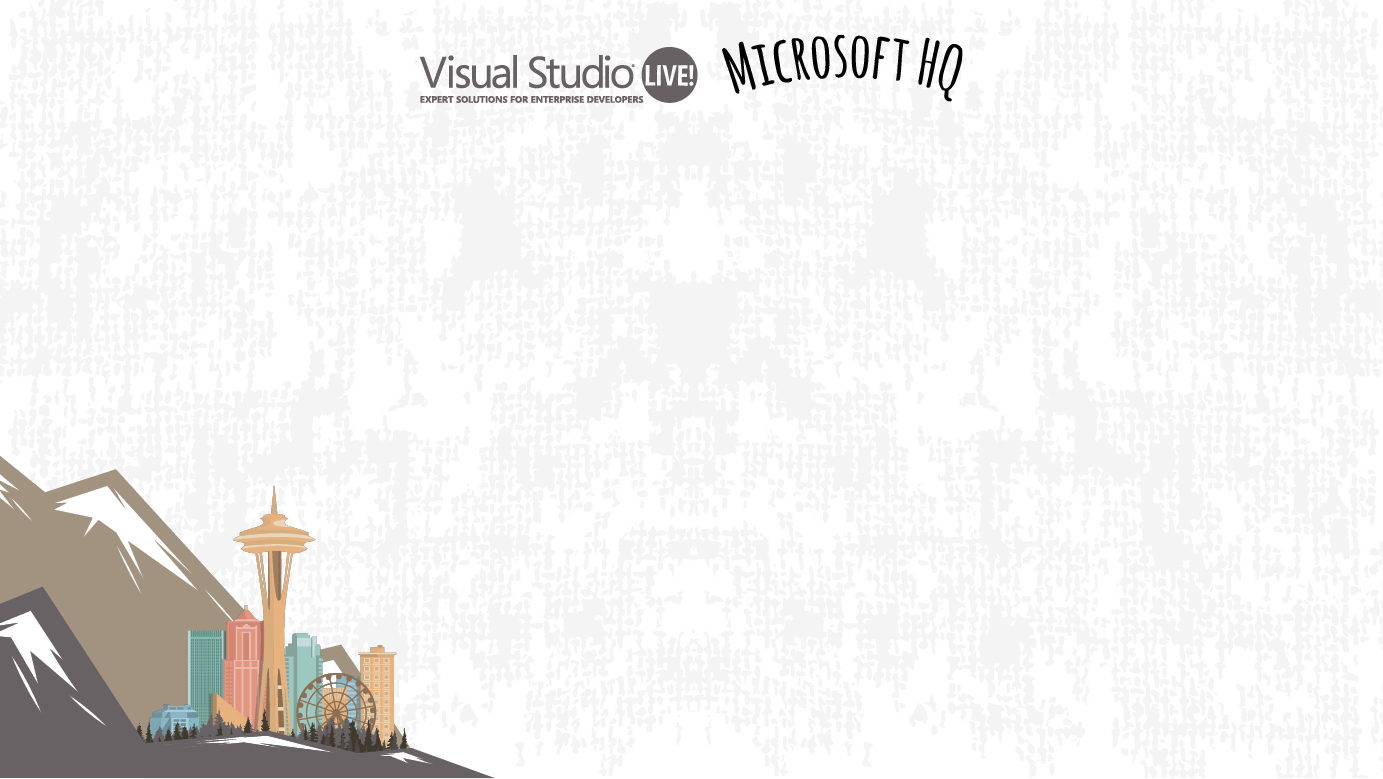 Visual Studio LIVE! MICROSOFT HQ
EXPERT SOLUTIONS FOR ENTERPRISE DEVELOPERS